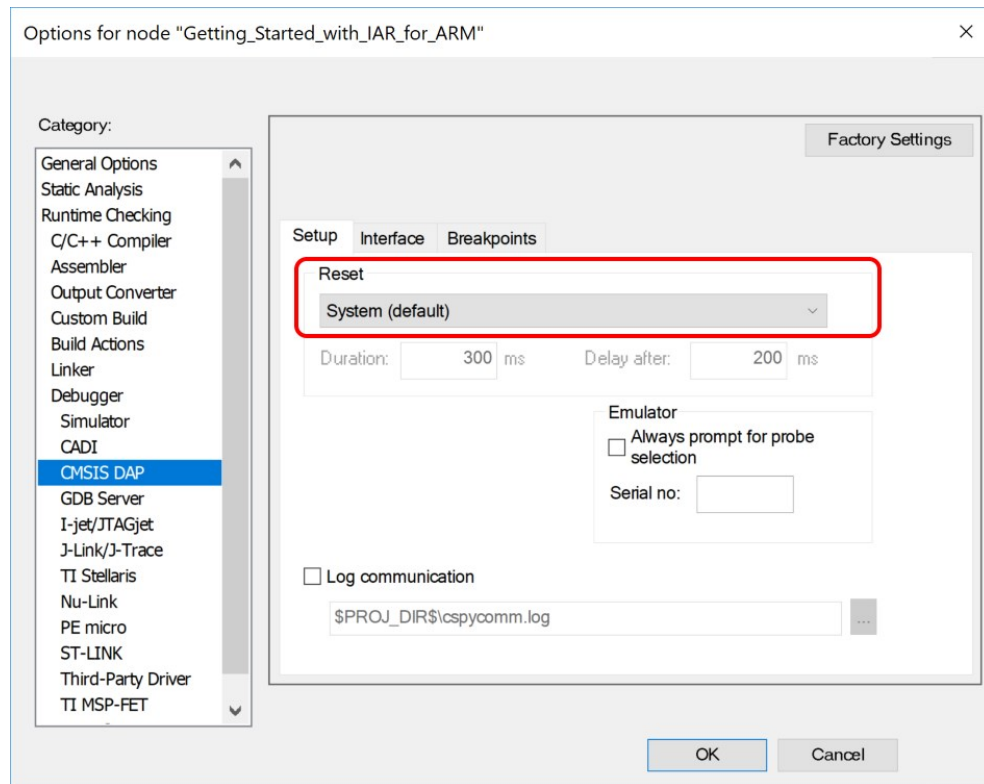 Options for node "Getting_Started_with_IAR_for_ARM"
Category:
General Options
Static Analysis
Runtime Checking
C/C++ Compiler
Assembler
Output Converter
Custom Build
Build Actions
Linker
Debugger
Simulator
CADI
CMSIS DAP
GDB Server
I-jet/JTAGjet
J-Link/J-Trace
TI Stellaris
Nu-Link
PE micro
ST-LINK
Third-Party Driver
TI MSP-FET
Factory Settings
Setup Interface Breakpoints
Reset
System (default)
Duration: 300 ms Delay after: 200 ms
Emulator
Always prompt for probe
selection
Serial no:
Log communication
$PROJ_DIR$\cspycomm.log
...
OK Cancel